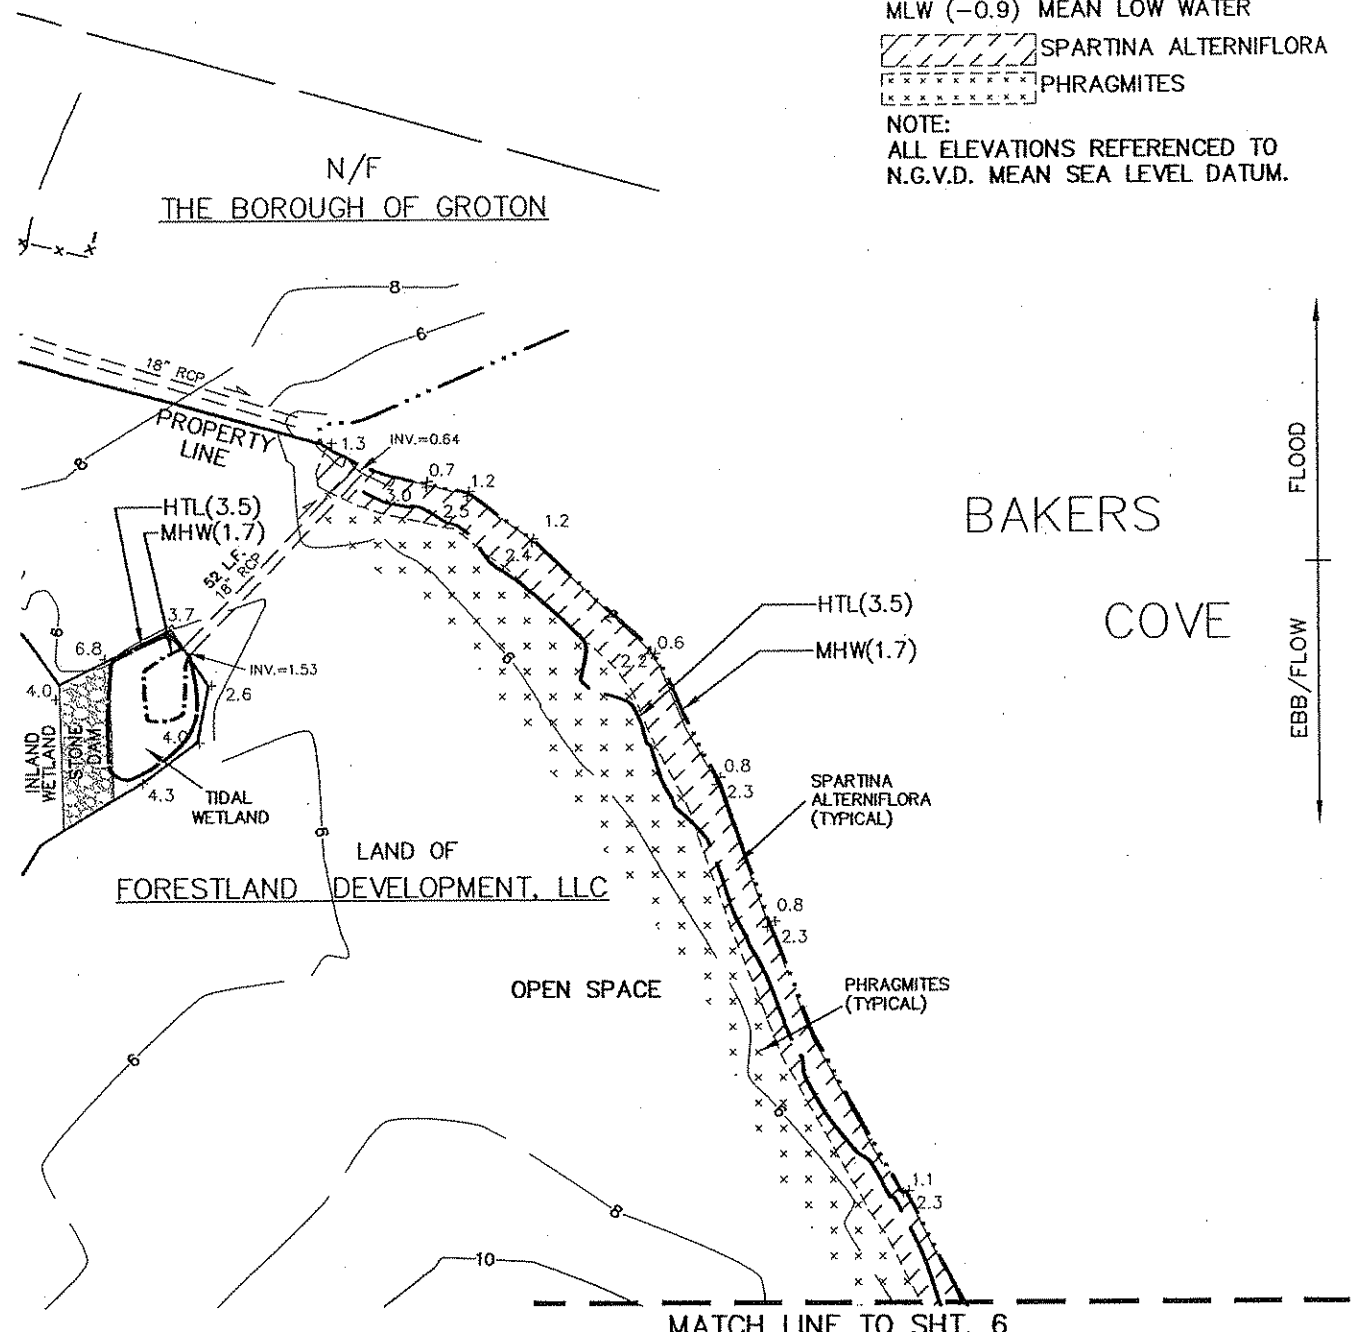 MLW (-0.9) MEAN LOW WATER
SPARTINA ALTERNIFLORA
PHRAGMITES
NOTE:
ALL ELEVATIONS REFERENCED TO
N.G.V.D. MEAN SEA LEVEL DATUM.
N/F
THE BOROUGH OF GROTON
8
6
18" RCP
PROPERTY
LINE
1.3
INV.=0.64
0.7
1.2
3.0
2.5
1.2
2.4
8
HTL(3.5)
MHW(1.7)
52 L.F.
18" RCP
FLOOD
EBB/FLOW
BAKERS
COVE
HTL(3.5)
MHW(1.7)
6
3.7
6.8
INV.=1.53
4.0
2.6
4.0
4.3
INLAND
WETLAND
STONE
DAM
TIDAL
WETLAND
6
2.2
0.6
6
0.8
2.3
SPARTINA
ALTERNIFLORA
(TYPICAL)
LAND OF
FORESTLAND DEVELOPMENT, LLC
0.8
2.3
OPEN SPACE
PHRAGMITES
(TYPICAL)
6
6
1.1
2.3
8
10
MATCH LINE TO SHT. 6